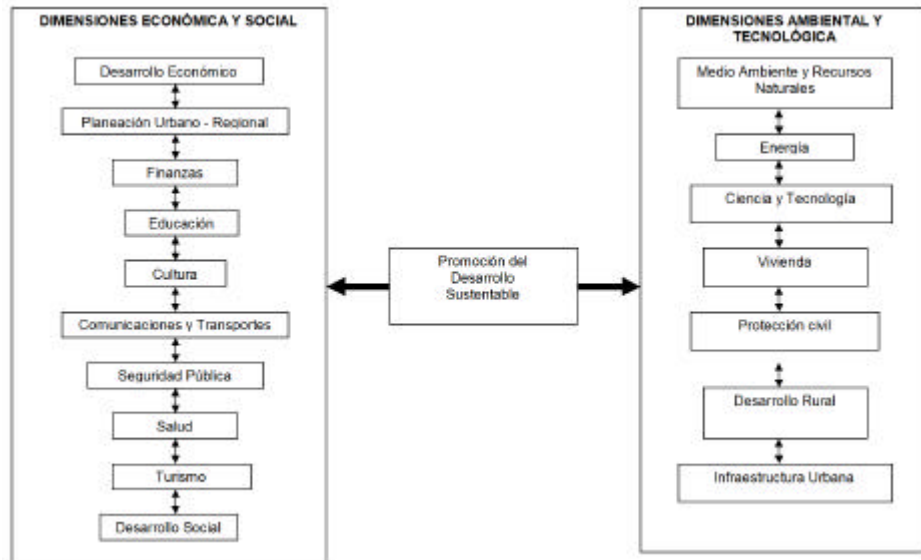 DIMENSIONES ECONÓMICA Y SOCIAL
Desarrollo Económico
Planeación Urbano - Regional
Finanzas
Educación
Cultura
Comunicaciones y Transportes
Seguridad Pública
Salud
Turismo
Desarrollo Social
Promoción del
Desarrollo
Sustentable
DIMENSIONES AMBIENTAL Y
TECNOLÓGICA
Medio Ambiente y Recursos
Naturales
Energía
Ciencia y Tecnología
Vivienda
Protección civil
Desarrollo Rural
Infraestructura Urbana